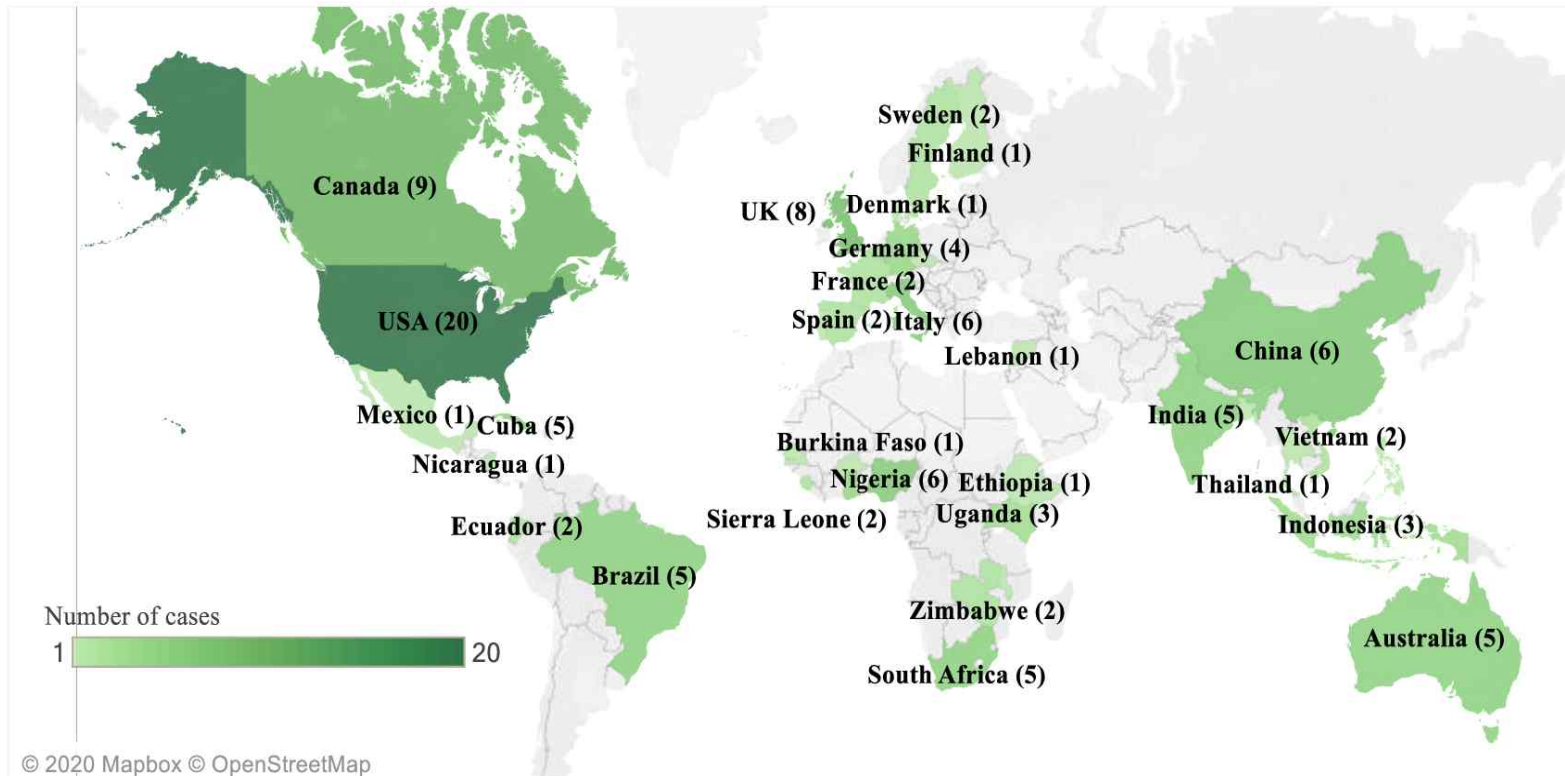 Sweden (2)
Finland (1)
Canada (9)
UK (8)
Denmark (1)
Germany (4)
France (2)
USA (20)
Spain (2)
Italy (6)
Lebanon (1)
China (6)
Mexico (1)
Cuba (5)
India (5)
Vietnam (2)
Burkina Faso (1)
Nicaragua (1)
Nigeria (6)
Ethiopia (1)
Thailand (1)
Sierra Leone (2)
Uganda (3)
Ecuador (2)
Indonesia (3)
Brazil (5)
Zimbabwe (2)
Number of cases
1
20
Australia (5)
South Africa (5)
© 2020 Mapbox © OpenStreetMap